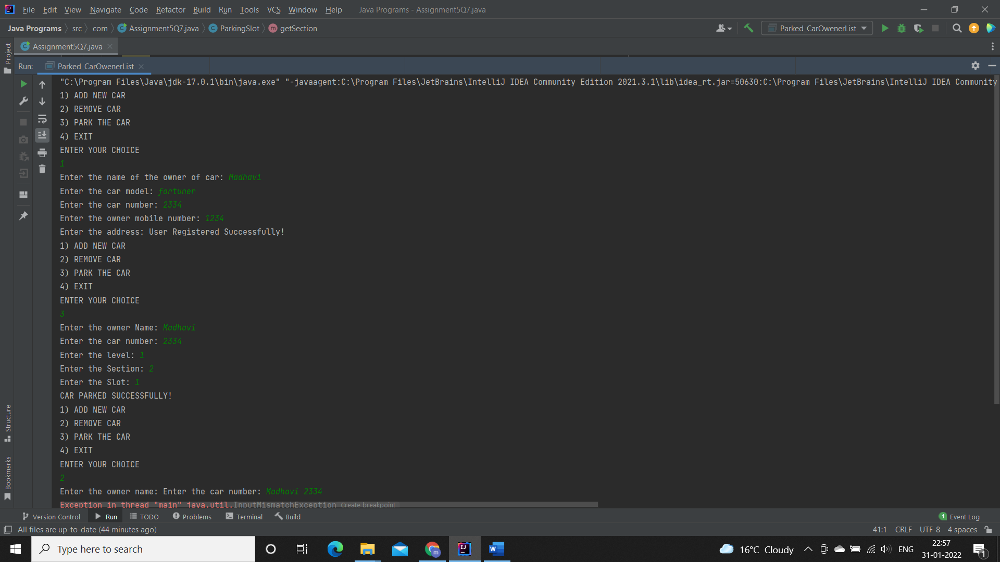 File Edit View Navigate Code Refactor Build Run Tools VCS Window Help Java Programs - Assignment5Q7.java
Java Programs src com Assignment5Q7.java ParkingSlot getSection Parked_CarOwenerList
Project
Assignment5Q7.java
Run: Parked_CarOwenerList
"C:\Program Files\Java\jdk-17.0.1\bin\java.exe" "-javaagent:C:\Program Files\JetBrains\IntelliJ IDEA Community Edition 2021.3.1\lib\idea_rt.jar=50630:C:\Program Files\JetBrains\IntelliJ IDEA Community
1) ADD NEW CAR
2) REMOVE CAR
3) PARK THE CAR
4) EXIT
ENTER YOUR CHOICE
1
Enter the name of the owner of car: Madhavi
Enter the car model: fortuner
Enter the car number: 2334
Enter the owner mobile number: 1234
Enter the address: User Registered Successfully!
1) ADD NEW CAR
2) REMOVE CAR
3) PARK THE CAR
4) EXIT
ENTER YOUR CHOICE
3
Enter the owner Name: Madhavi
Enter the car number: 2334
Enter the level: 1
Enter the Section: 2
Enter the Slot: 1
CAR PARKED SUCCESSFULLY!
1) ADD NEW CAR
2) REMOVE CAR
3) PARK THE CAR
4) EXIT
ENTER YOUR CHOICE
2
Enter the owner name: Enter the car number: Madhavi 2334
Exception in thread "main" java.util.InputMismatchException Create breakpoint
Structure
Bookmarks
Version Control Run TODO Problems Terminal Build 1 Event Log
All files are up-to-date (44 minutes ago) 41:1 CRLF UTF-8 4 spaces
Type here to search 16°C Cloudy ENG 22:57
31-01-2022 1